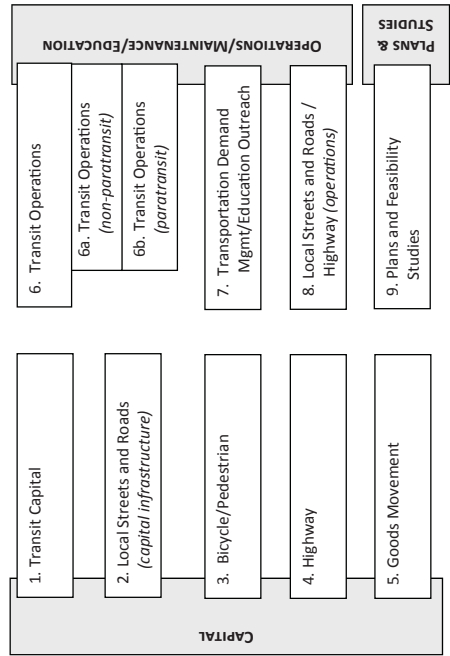 CAPITAL
1. Transit Capital
2. Local Streets and Roads
(capital infrastructure)
3. Bicycle/Pedestrian
4. Highway
5. Goods Movement
6. Transit Operations
6a. Transit Operations
(non-paratransit)
6b. Transit Operations
(paratransit)
7. Transportation Demand
Mgmt/Education Outreach
8. Local Streets and Roads /
Highway (operations)
9. Plans and Feasibility
Studies
OPERATIONS/MAINTENANCE/EDUCATION
PLANS &
STUDIES